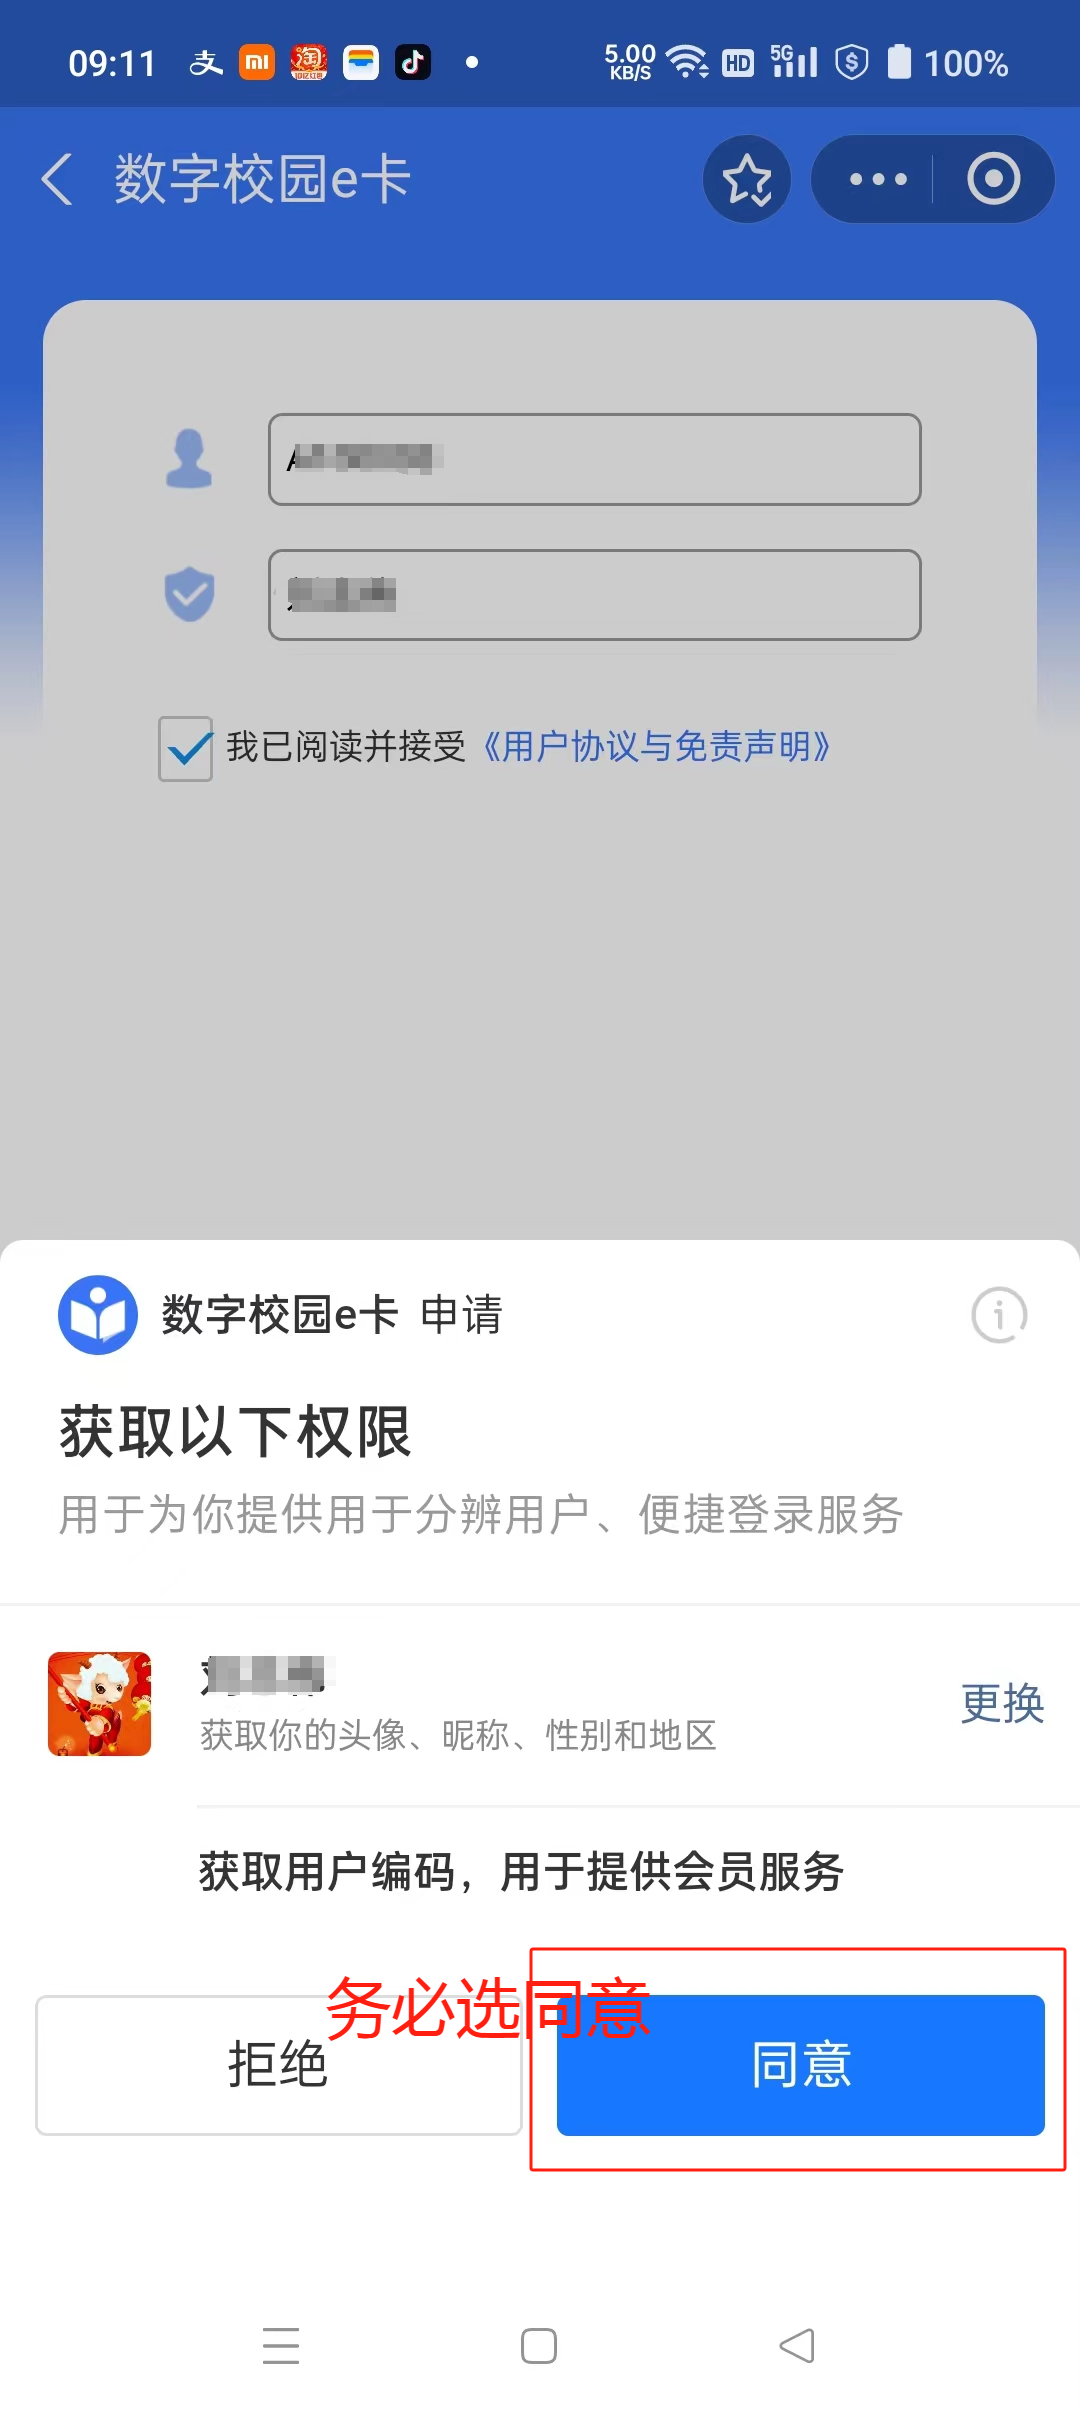 09:11 支 mi 淘 5.00 KB/S HD 5G $ 100%
数字校园e卡
我已阅读并接受《用户协议与免责声明》
数字校园e卡 申请
获取以下权限
用于为你提供用于分辨用户、便捷登录服务
更换
获取你的头像、昵称、性别和地区
获取用户编码，用于提供会员服务
务必选同意
拒绝
同意